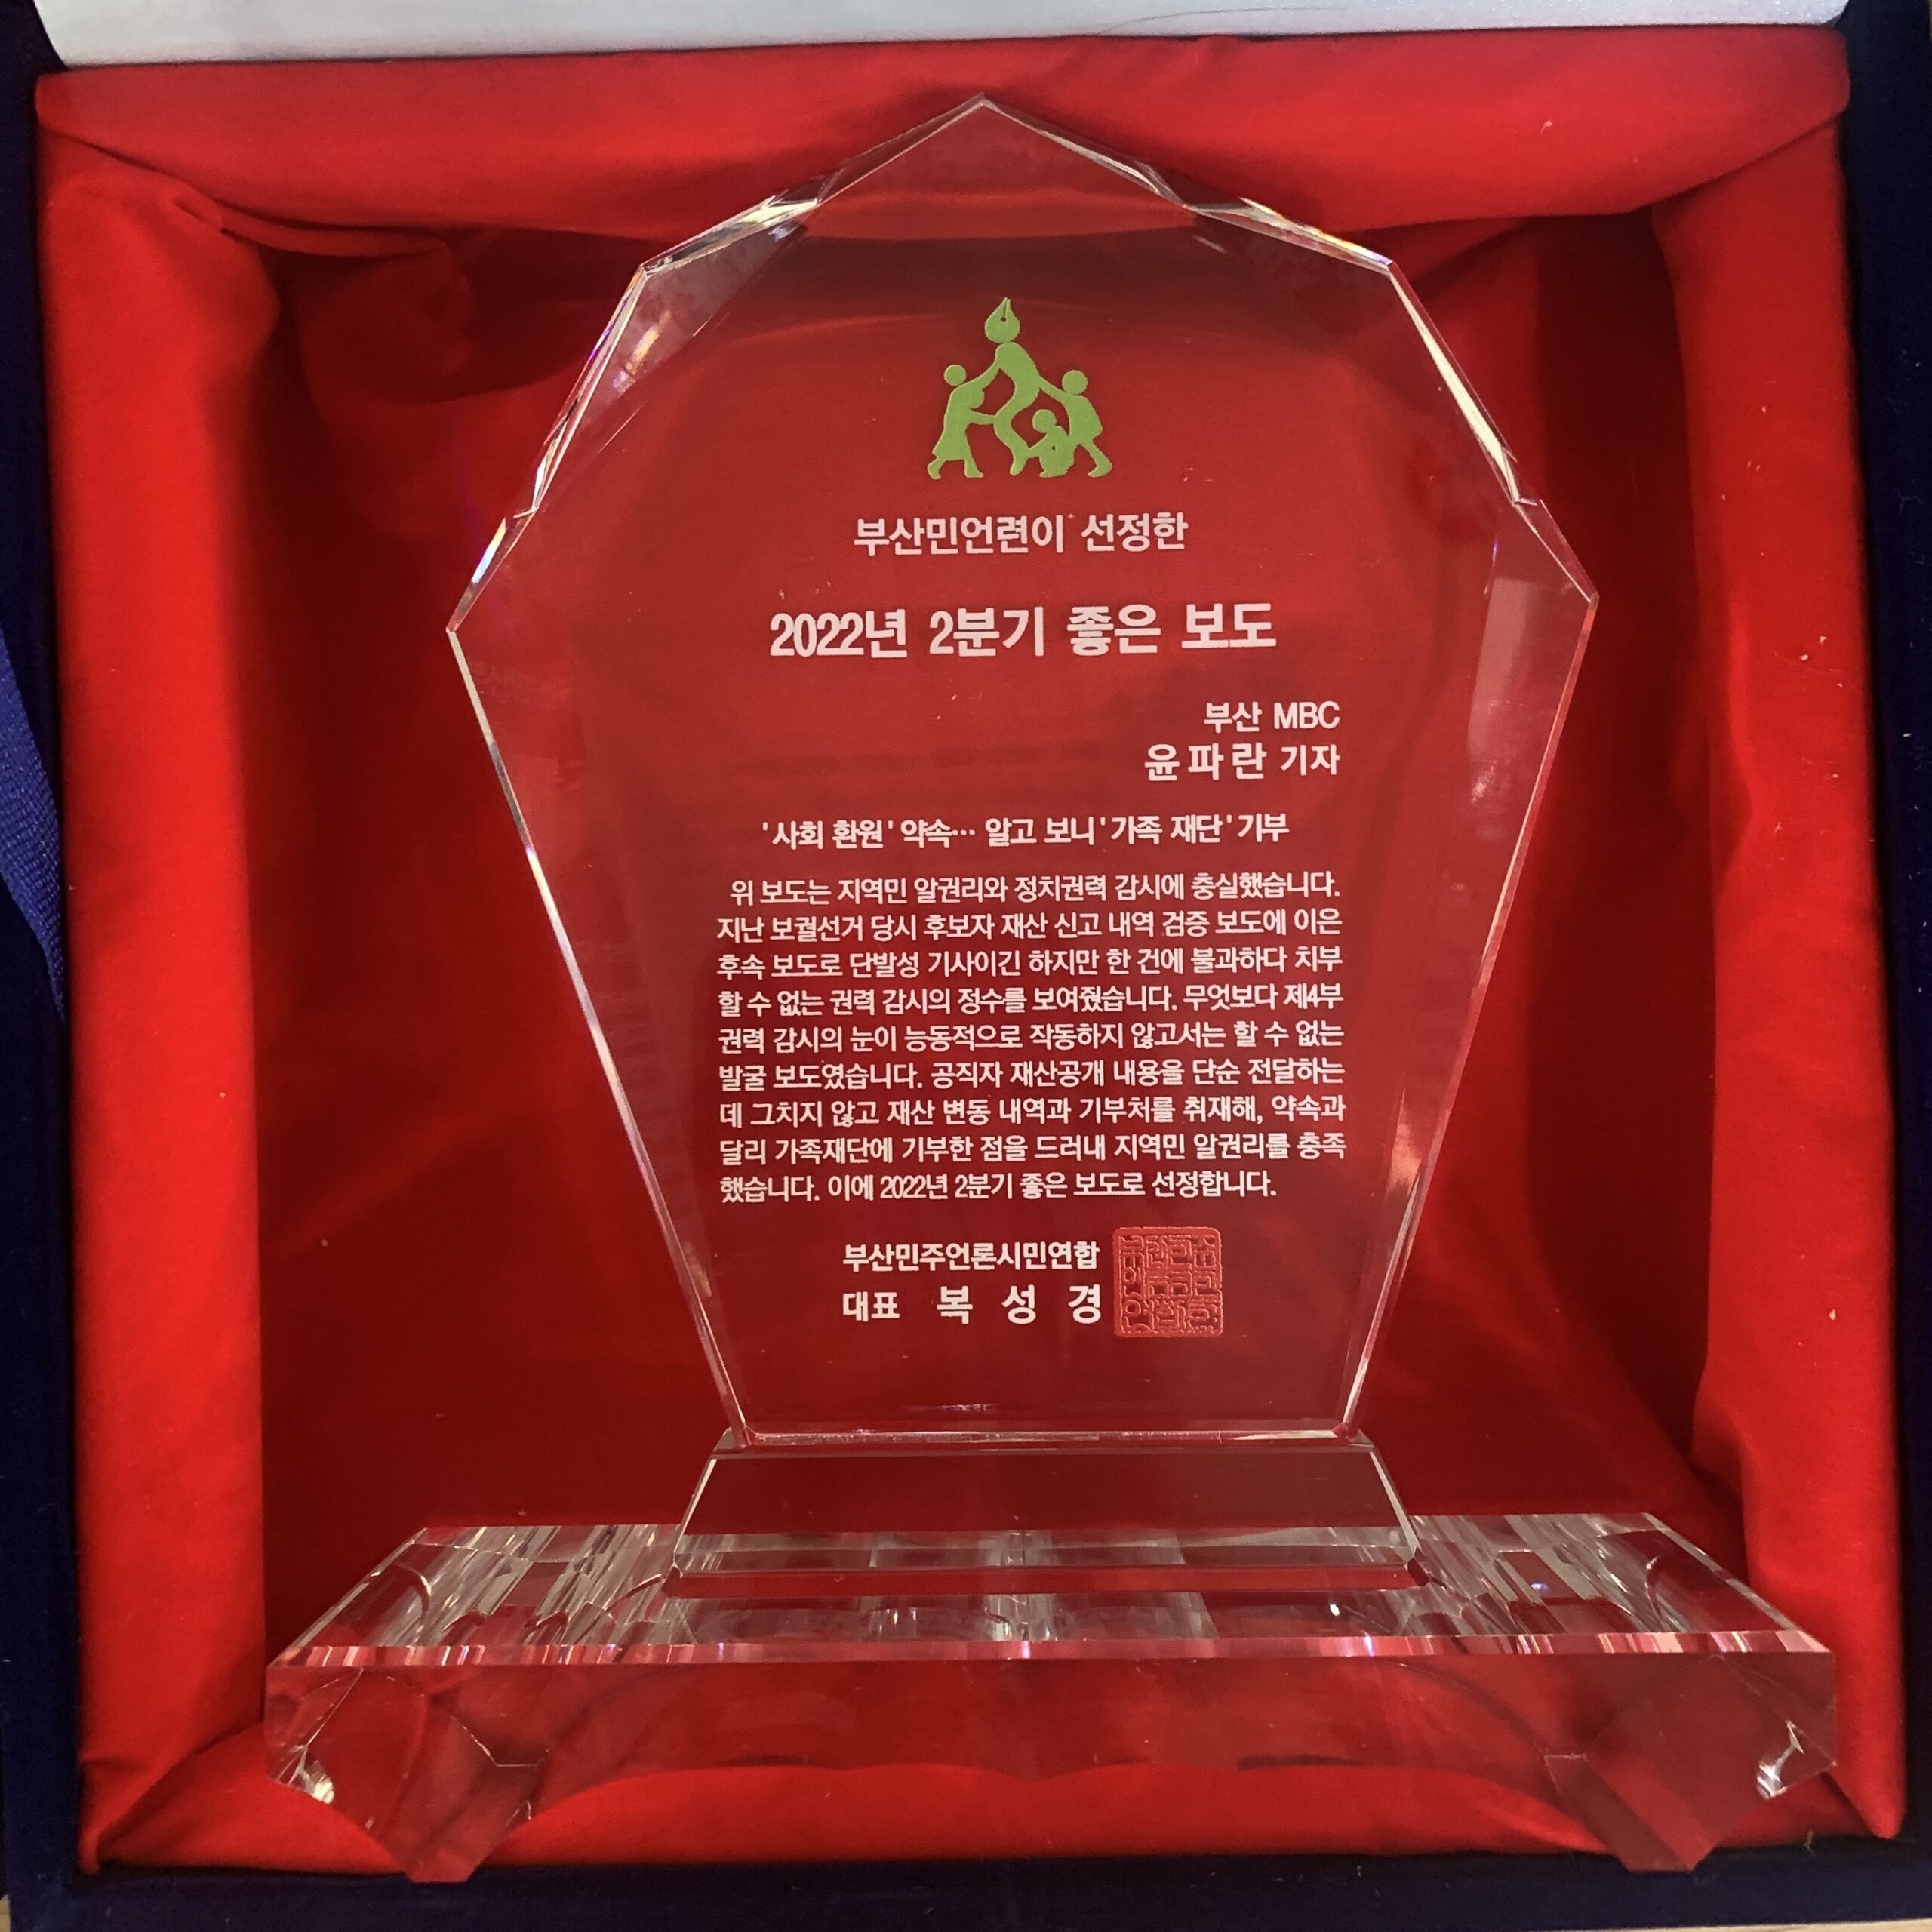 부산민언련이 선정한
2022년 2분기 좋은 보도
부산 MBC
윤파란 기자
'사회 환원' 약속… 알고 보니 '가족 재단' 기부
위 보도는 지역민 알권리와 정치권력 감시에 충실했습니다.
지난 보궐선거 당시 후보자 재산 신고 내역 검증 보도에 이은
후속 보도로 단발성 기사이긴 하지만 한 건에 불과하다 치부
할 수 없는 권력 감시의 정수를 보여줬습니다. 무엇보다 제4부
권력 감시의 눈이 능동적으로 작동하지 않고서는 할 수 없는
발굴 보도였습니다. 공직자 재산공개 내용을 단순 전달하는
데 그치지 않고 재산 변동 내역과 기부처를 취재해, 약속과
달리 가족재단에 기부한 점을 드러내 지역민 알권리를 충족
했습니다. 이에 2022년 2분기 좋은 보도로 선정합니다.
부산민주언론시민연합
대표 복 성 경